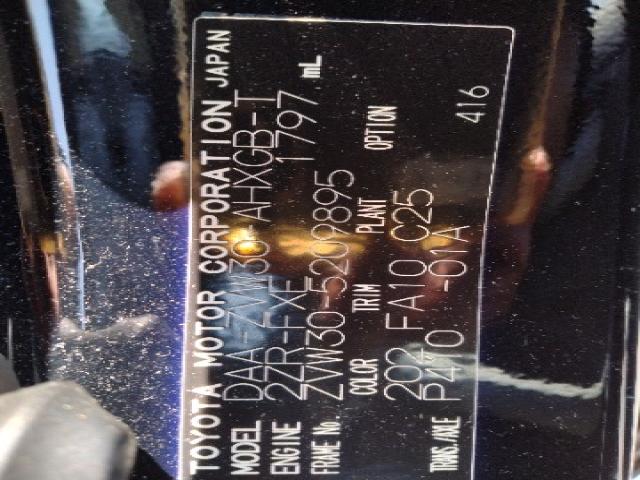 TOYOTA MOTOR CORPORATION JAPAN
MODEL DAA-ZVW30-AHXGB-T
ENGINE 2ZR-FXE 1797 mL
FRAME No. ZVW30-5209895
COLOR TRIM PLANT OPTION
202 FA10 C25
TRANS./AXLE P410 -01A 416